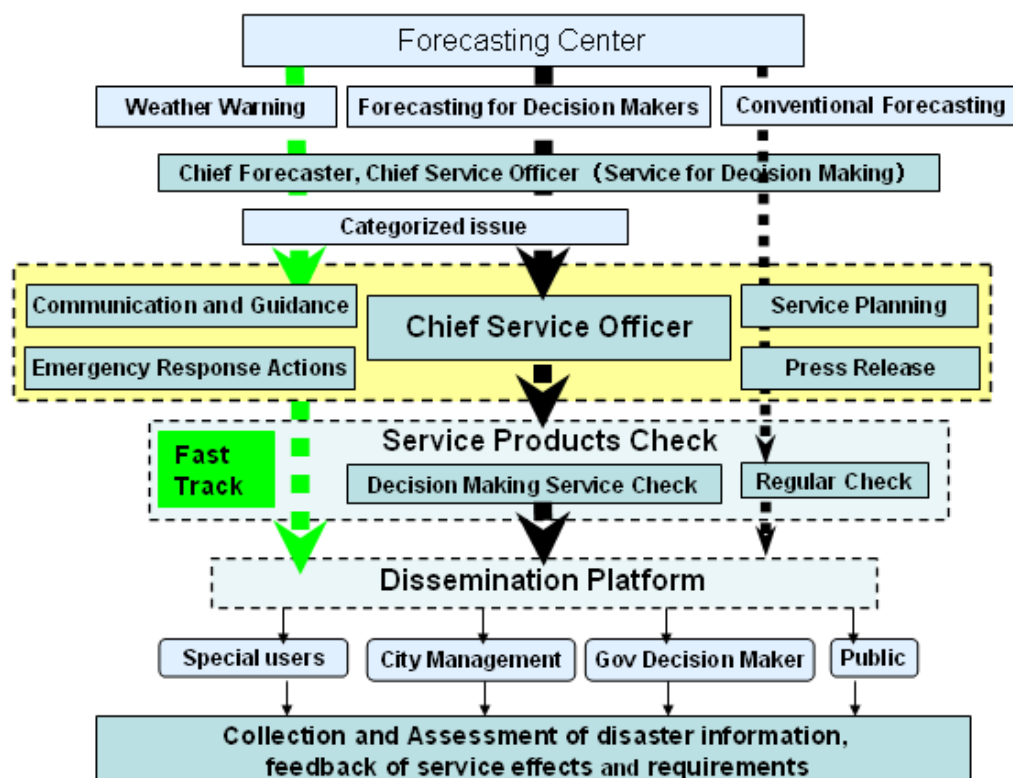 Forecasting Center
Weather Warning
Forecasting for Decision Makers
Conventional Forecasting
Chief Forecaster, Chief Service Officer (Service for Decision Making)
Categorized issue
Communication and Guidance
Chief Service Officer
Service Planning
Emergency Response Actions
Press Release
Service Products Check
Fast
Track
Decision Making Service Check
Regular Check
Dissemination Platform
Special users
City Management
Gov Decision Maker
Public
Collection and Assessment of disaster information,
feedback of service effects and requirements